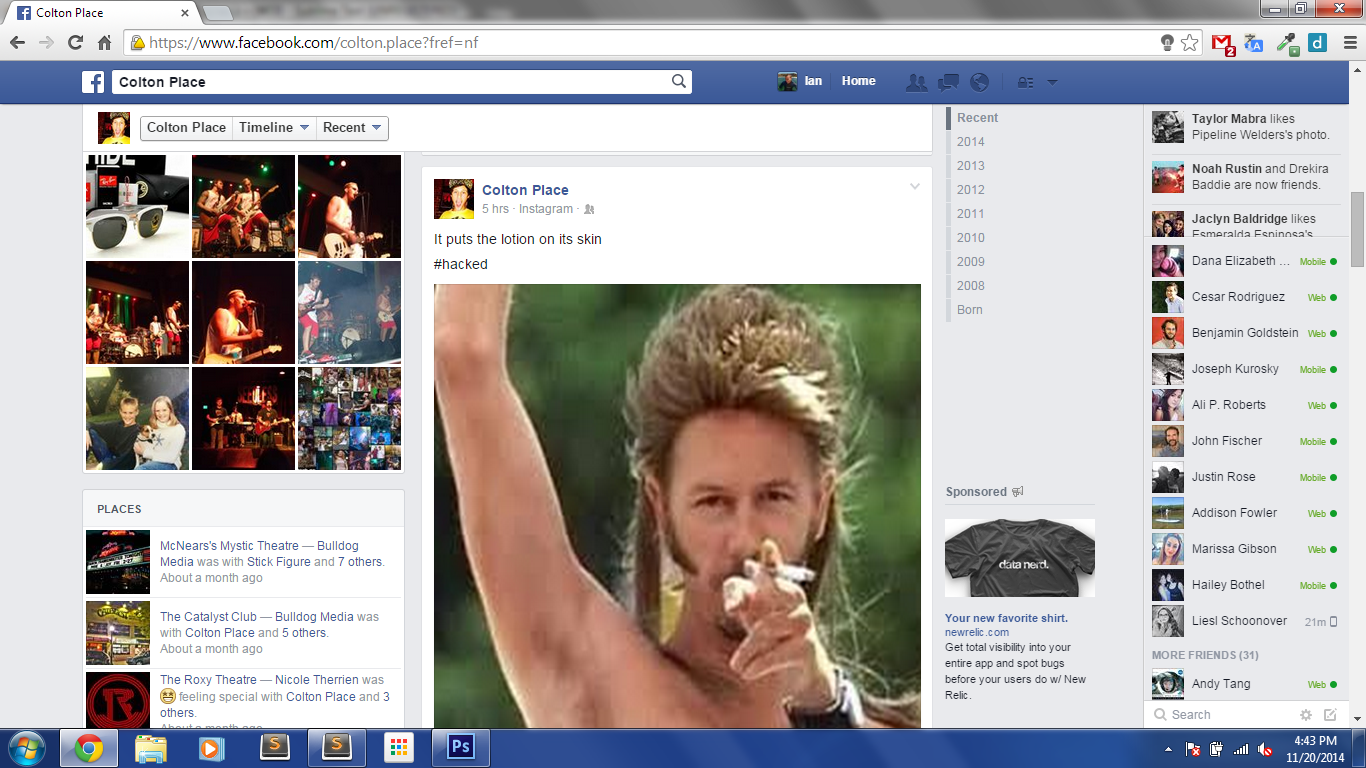 Colton Place
https://www.facebook.com/colton.place?fref=nf
2
d
f
Colton Place
Ian
Home
Colton Place
Timeline
Recent
Colton Place
5 hrs · Instagram ·
It puts the lotion on its skin
#hacked
PLACES
McNears's Mystic Theatre — Bulldog
Media was with Stick Figure and 7 others.
About a month ago
The Catalyst Club — Bulldog Media was
with Colton Place and 5 others.
About a month ago
The Roxy Theatre — Nicole Therrien was
feeling special with Colton Place and 3
others.
About a month ago
Recent
2014
2013
2012
2011
2010
2009
2008
Born
Sponsored
data nerd.
Your new favorite shirt.
newrelic.com
Get total visibility into your
entire app and spot bugs
before your users do w/ New
Relic.
Taylor Mabra likes
Pipeline Welders's photo.
Noah Rustin and Drekira
Baddie are now friends.
Jaclyn Baldridge likes
Esmeralda Espinosa's
Dana Elizabeth ... Mobile
Cesar Rodriguez Web
Benjamin Goldstein Web
Joseph Kurosky Mobile
Ali P. Roberts Web
John Fischer Mobile
Justin Rose Mobile
Addison Fowler Web
Marissa Gibson Web
Hailey Bothel Mobile
Liesl Schoonover 21m
MORE FRIENDS (31)
Andy Tang Web
Search
S
S
Ps
4:43 PM
11/20/2014